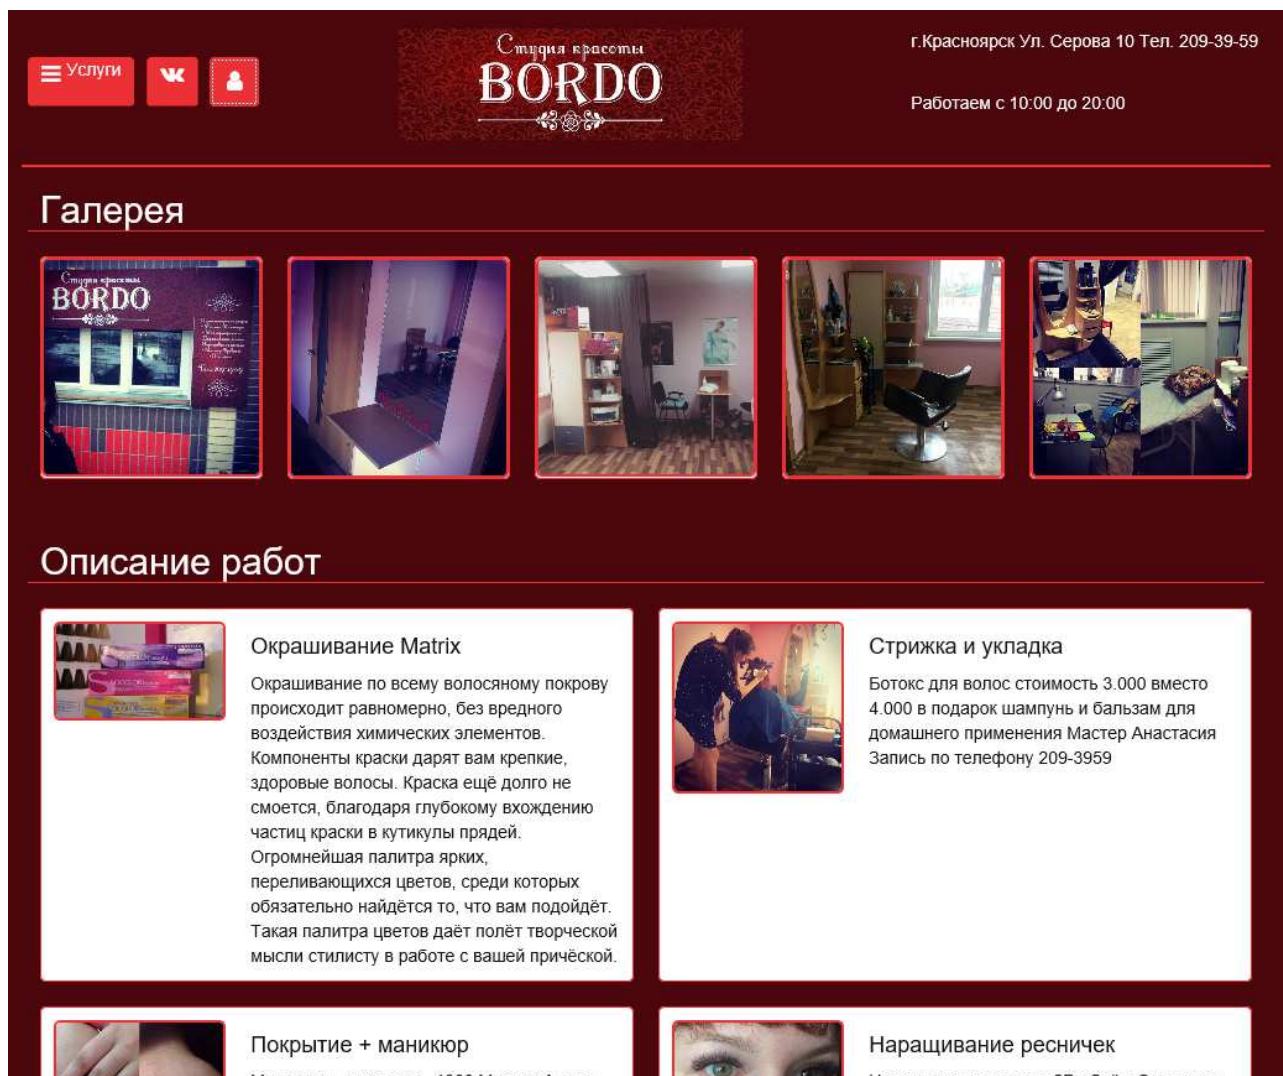 Услуги
Студия красоты
BORDO
г.Красноярск Ул. Серова 10 Тел. 209-39-59
Работаем с 10:00 до 20:00
Галерея
Студия красоты
BORDO
Описание работ
Окрашивание Matrix
Окрашивание по всему волосяному покрову
происходит равномерно, без вредного
воздействия химических элементов.
Компоненты краски дарят вам крепкие,
здоровые волосы. Краска ещё долго не
смоется, благодаря глубокому вхождению
частиц краски в кутикулы прядей.
Огромнейшая палитра ярких,
переливающихся цветов, среди которых
обязательно найдётся то, что вам подойдёт.
Такая палитра цветов даёт полёт творческой
мысли стилисту в работе с вашей причёской.
Стрижка и укладка
Ботокс для волос стоимость 3.000 вместо
4.000 в подарок шампунь и бальзам для
домашнего применения Мастер Анастасия
Запись по телефону 209-3959
Покрытие + маникюр
Наращивание ресничек